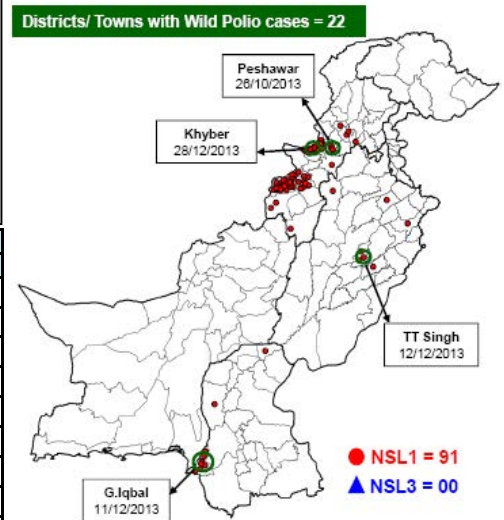 Districts/ Towns with Wild Polio cases = 22
Peshawar
26/10/2013
Khyber
28/12/2013
TT Singh
12/12/2013
G.Iqbal
11/12/2013
NSL1 = 91
NSL3 = 00